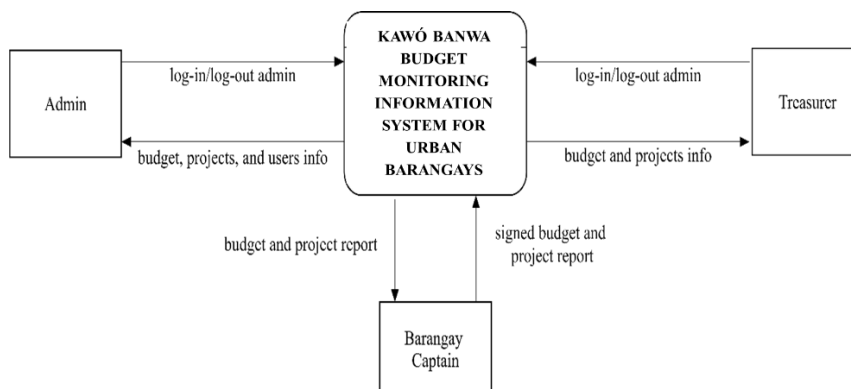 KAWÓ BANWA
BUDGET
MONITORING
INFORMATION
SYSTEM FOR
URBAN
BARANGAYS
Admin
log-in/log-out admin
budget, projects, and users info
log-in/log-out admin
Treasurer
budget and projects info
budget and project report
signed budget and
project report
Barangay
Captain